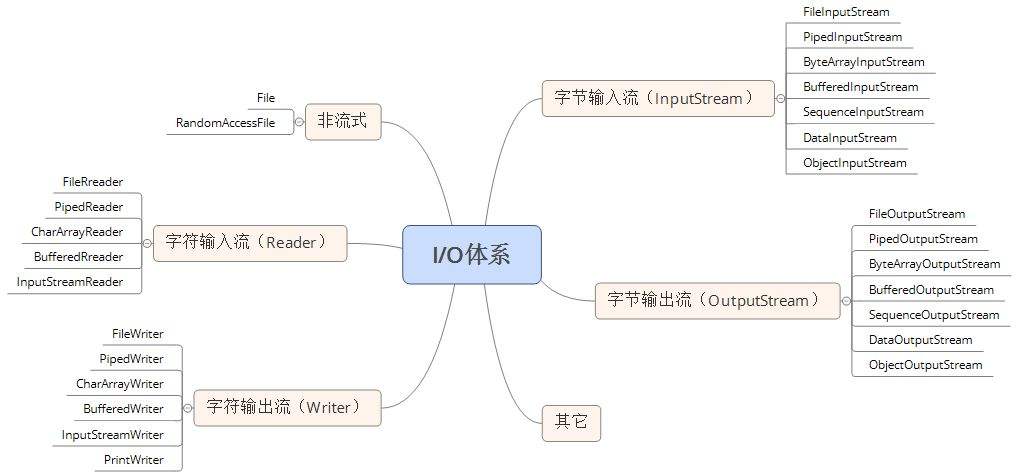 I/O体系
非流式
File
RandomAccessFile
字符输入流（Reader）
FileRreader
PipedReader
CharArrayReader
BufferedRreader
InputStreamReader
字符输出流（Writer）
FileWriter
PipedWriter
CharArrayWriter
BufferedWriter
InputStreamWriter
PrintWriter
字节输入流（InputStream）
FileInputStream
PipedInputStream
ByteArrayInputStream
BufferedInputStream
SequenceInputStream
DataInputStream
ObjectInputStream
字节输出流（OutputStream）
FileOutputStream
PipedOutputStream
ByteArrayOutputStream
BufferedOutputStream
SequenceOutputStream
DataOutputStream
ObjectOutputStream
其它